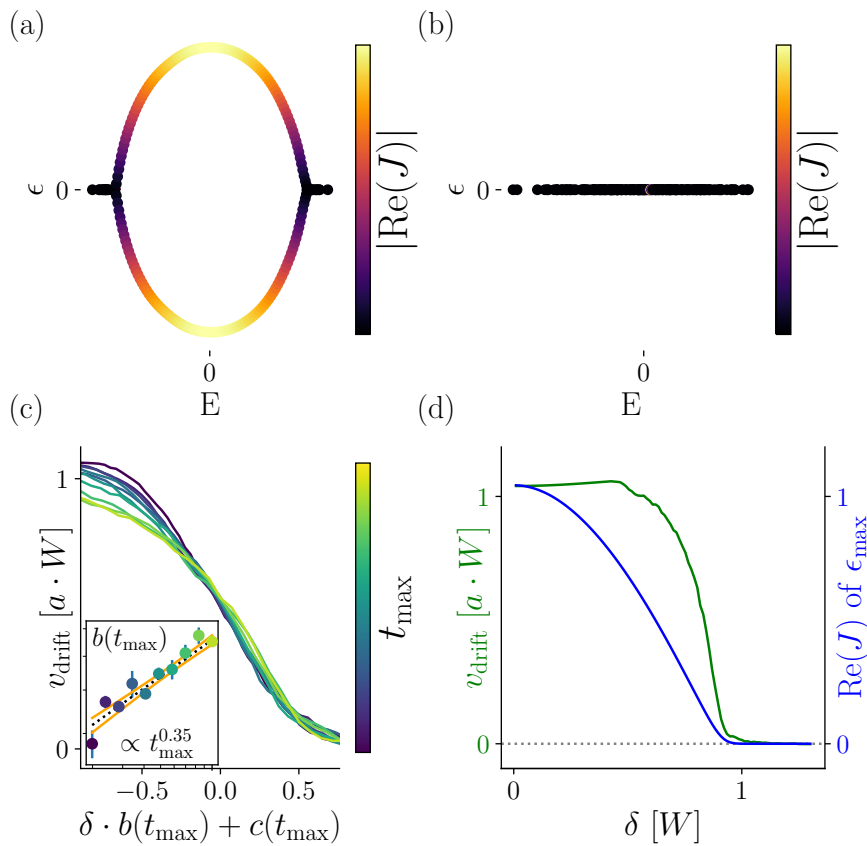 (a)
ϵ
0
0
E
|Re(J)|
(b)
ϵ
0
0
E
|Re(J)|
(c)
v_drift [a · W]
1
0
b(t_max)
∝ t_max^0.35
−0.5
0.0
0.5
δ · b(t_max) + c(t_max)
t_max
(d)
v_drift [a · W]
1
0
0
1
δ [W]
1
0
Re(J) of ϵ_max